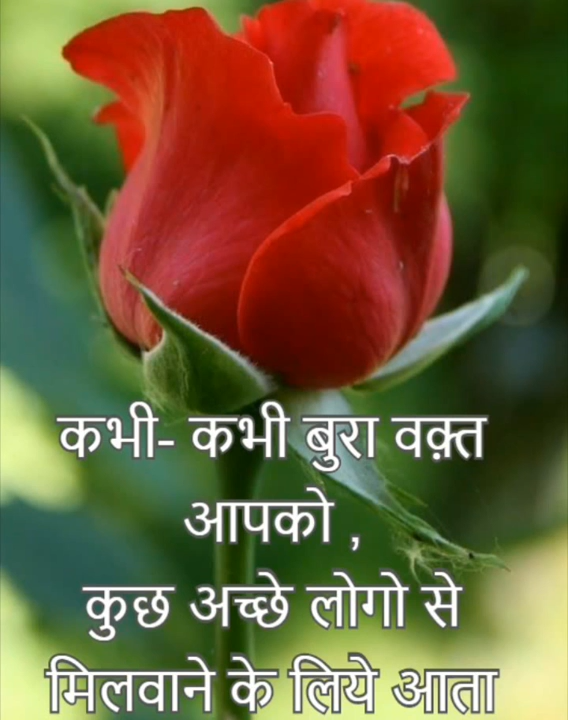 कभी- कभी बुरा वक़्त
आपको ,
कुछ अच्छे लोगो से
मिलवाने के लिये आता